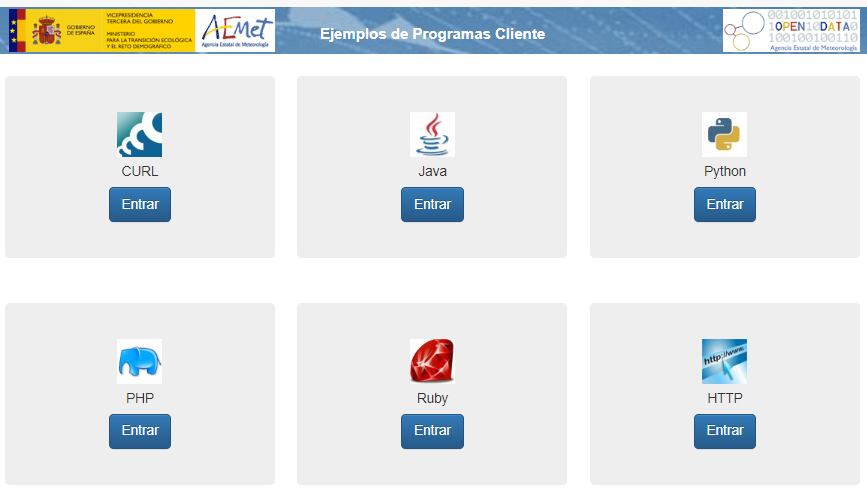 GOBIERNO
DE ESPAÑA
VICEPRESIDENCIA
TERCERA DEL GOBIERNO
MINISTERIO
PARA LA TRANSICIÓN ECOLÓGICA
Y EL RETO DEMOGRÁFICO
AEMet
Agencia Estatal de Meteorología
Ejemplos de Programas Cliente
001001010101
1OPEN10DATA0
100100100110
Agencia Estatal de Meteorología
CURL
Entrar
Java
Entrar
Python
Entrar
PHP
Entrar
Ruby
Entrar
http://www.
HTTP
Entrar